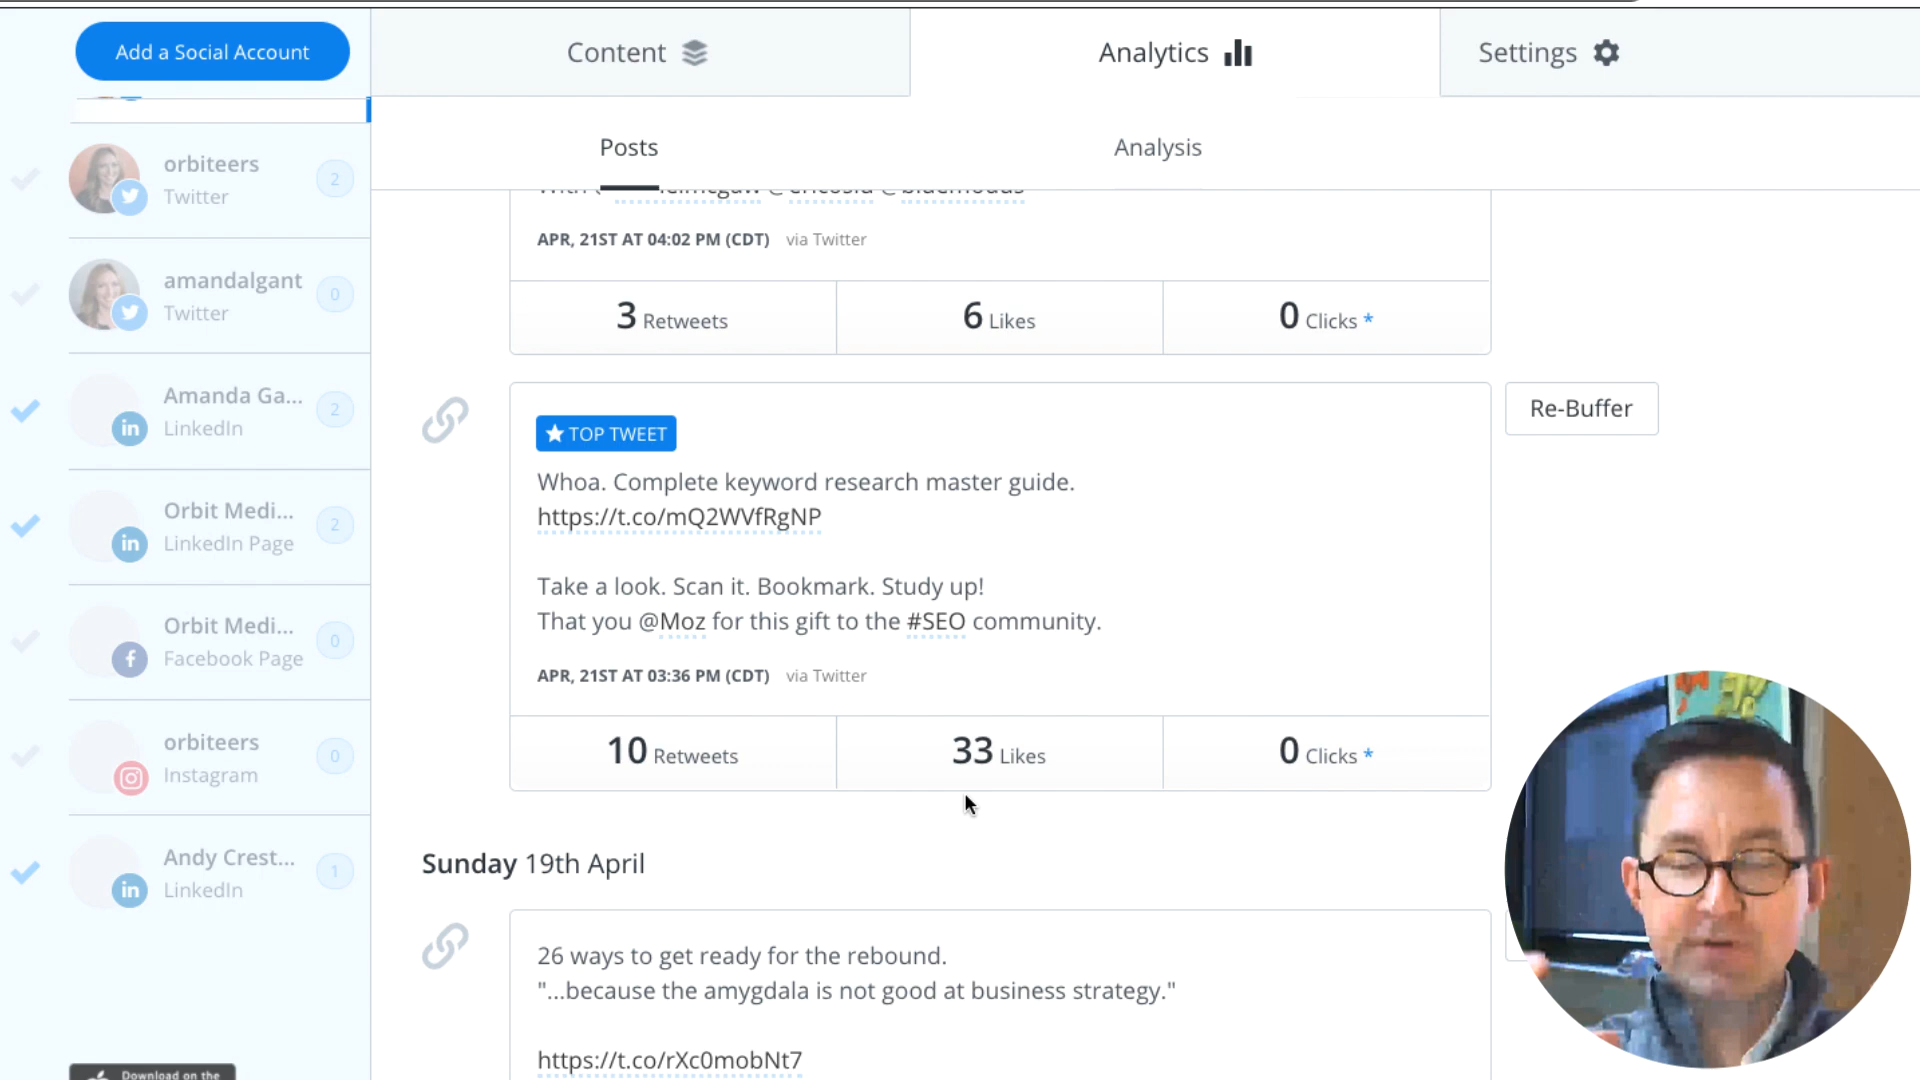 Add a Social Account
Content
Analytics
Settings
Posts
Analysis
orbiteers
Twitter
2
amandalgant
Twitter
0
Amanda Ga...
LinkedIn
2
Orbit Medi...
LinkedIn Page
2
Orbit Medi...
Facebook Page
0
orbiteers
Instagram
0
Andy Crest...
LinkedIn
1
Download on the
APR, 21ST AT 04:02 PM (CDT) via Twitter
3 Retweets
6 Likes
0 Clicks *
Re-Buffer
TOP TWEET
Whoa. Complete keyword research master guide.
https://t.co/mQ2WVfRgNP
Take a look. Scan it. Bookmark. Study up!
That you @Moz for this gift to the #SEO community.
APR, 21ST AT 03:36 PM (CDT) via Twitter
10 Retweets
33 Likes
0 Clicks *
Sunday 19th April
26 ways to get ready for the rebound.
"...because the amygdala is not good at business strategy."
https://t.co/rXc0mobNt7